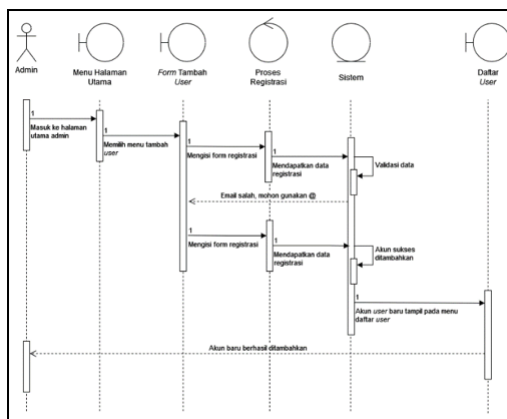 Admin
Menu Halaman
Utama
Form Tambah
User
Proses
Registrasi
Sistem
Daftar
User
1
Masuk ke halaman
utama admin
1
Memilih menu tambah
user
1
Mengisi form registrasi
1
Mendapatkan data
registrasi
Validasi data
Email salah, mohon gunakan @
1
Mengisi form registrasi
1
Mendapatkan data
registrasi
Akun sukses
ditambahkan
1
Akun user baru tampil pada menu
daftar user
Akun baru berhasil ditambahkan